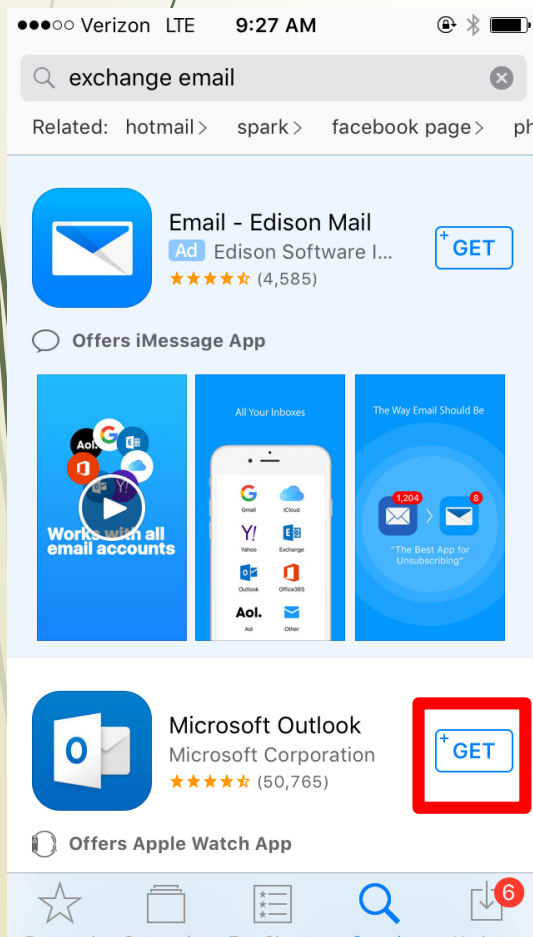 Verizon LTE 9:27 AM
exchange email
Related: hotmail > spark > facebook page > ph
Email - Edison Mail
Ad Edison Software I...
(4,585)
+ GET
Offers iMessage App
Aol. G
Y!
Works with all
email accounts
All Your Inboxes
G
Gmail iCloud
Y! E
Yahoo Exchange
o
Outlook Office365
Aol.
Aol Other
The Way Email Should Be
1,204 > 8
"The Best App for
Unsubscribing"
O
Microsoft Outlook
Microsoft Corporation
(50,765)
+ GET
Offers Apple Watch App
6